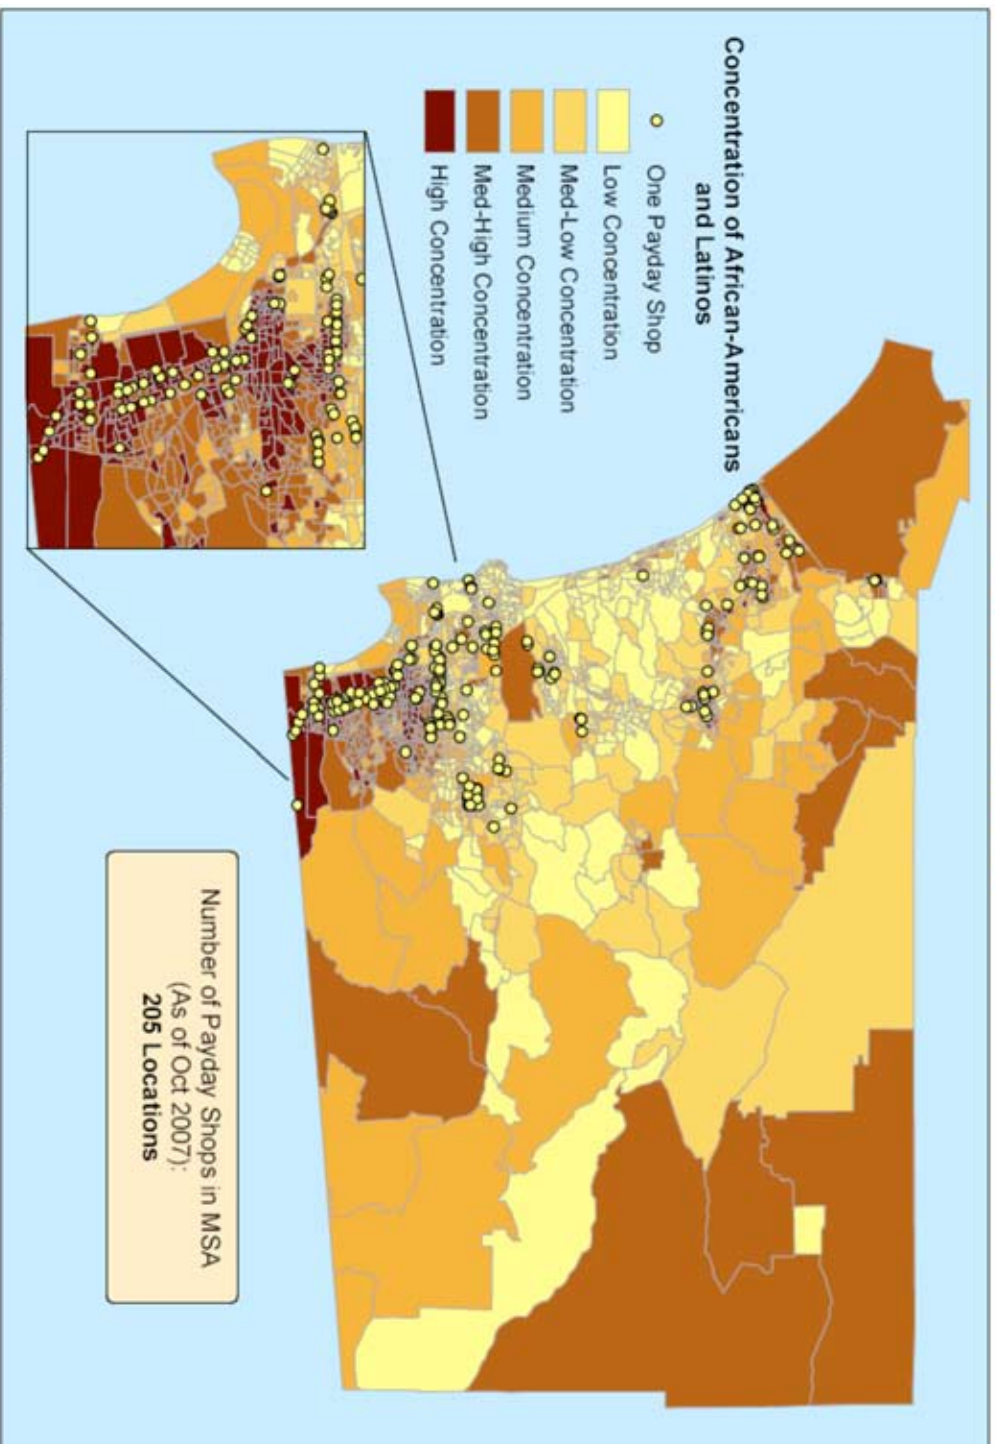 Concentration of African-Americans
and Latinos
One Payday Shop
Low Concentration
Med-Low Concentration
Medium Concentration
Med-High Concentration
High Concentration
Number of Payday Shops in MSA
(As of Oct 2007):
205 Locations